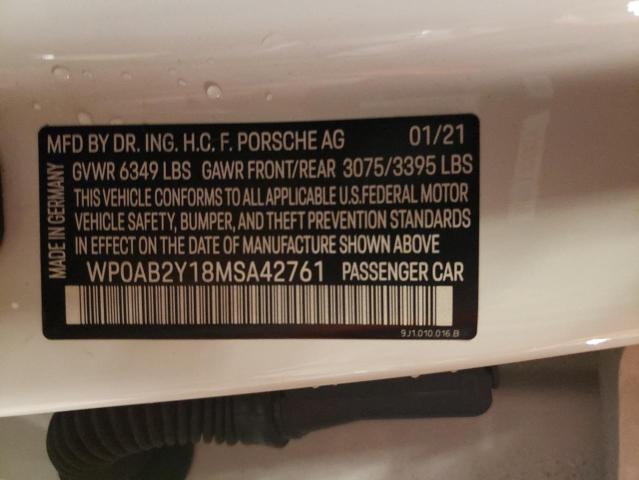 MFD BY DR. ING. H.C. F. PORSCHE AG 01/21
GVWR 6349 LBS GAWR FRONT/REAR 3075/3395 LBS
THIS VEHICLE CONFORMS TO ALL APPLICABLE U.S.FEDERAL MOTOR
VEHICLE SAFETY, BUMPER, AND THEFT PREVENTION STANDARDS
IN EFFECT ON THE DATE OF MANUFACTURE SHOWN ABOVE
WP0AB2Y18MSA42761 PASSENGER CAR
9J1.010.016 B
MADE IN GERMANY